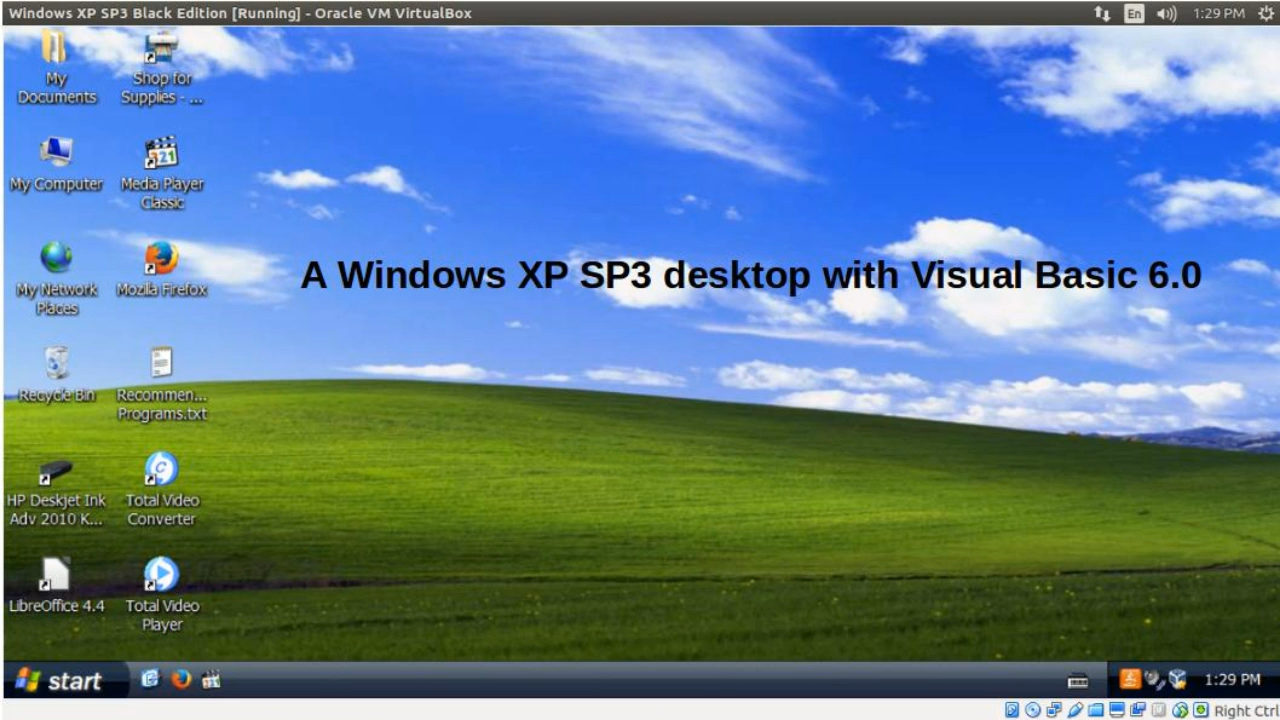 Windows XP SP3 Black Edition [Running] - Oracle VM VirtualBox
En
1:29 PM
My
Documents
Shop for
Supplies - ...
My Computer
Media Player
Classic
321
My Network
Places
Mozilla Firefox
A Windows XP SP3 desktop with Visual Basic 6.0
Recycle Bin
Recommen...
Programs.txt
HP Deskjet Ink
Adv 2010 K...
Total Video
Converter
LibreOffice 4.4
Total Video
Player
start
1:29 PM
Right Ctrl